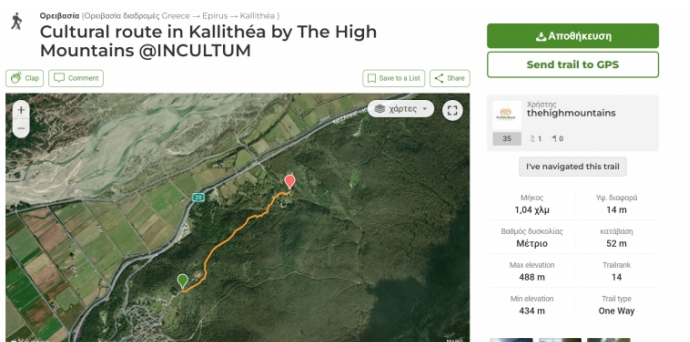 Ορειβασία (Ορειβασία διαδρομές Greece → Epirus → Kallithéa )
Cultural route in Kallithéa by The High
Mountains @INCULTUM
Clap
Comment
Save to a List
Share
χάρτες
+
−
20
Αποθήκευση
Send trail to GPS
Χρήστης
thehighmountains
35
1
0
I've navigated this trail
Μήκος
1,04 χλμ
Υψ. διαφορά
14 m
Βαθμός δυσκολίας
Μέτριο
κατάβαση
52 m
Max elevation
488 m
Trailrank
14
Min elevation
434 m
Trail type
One Way